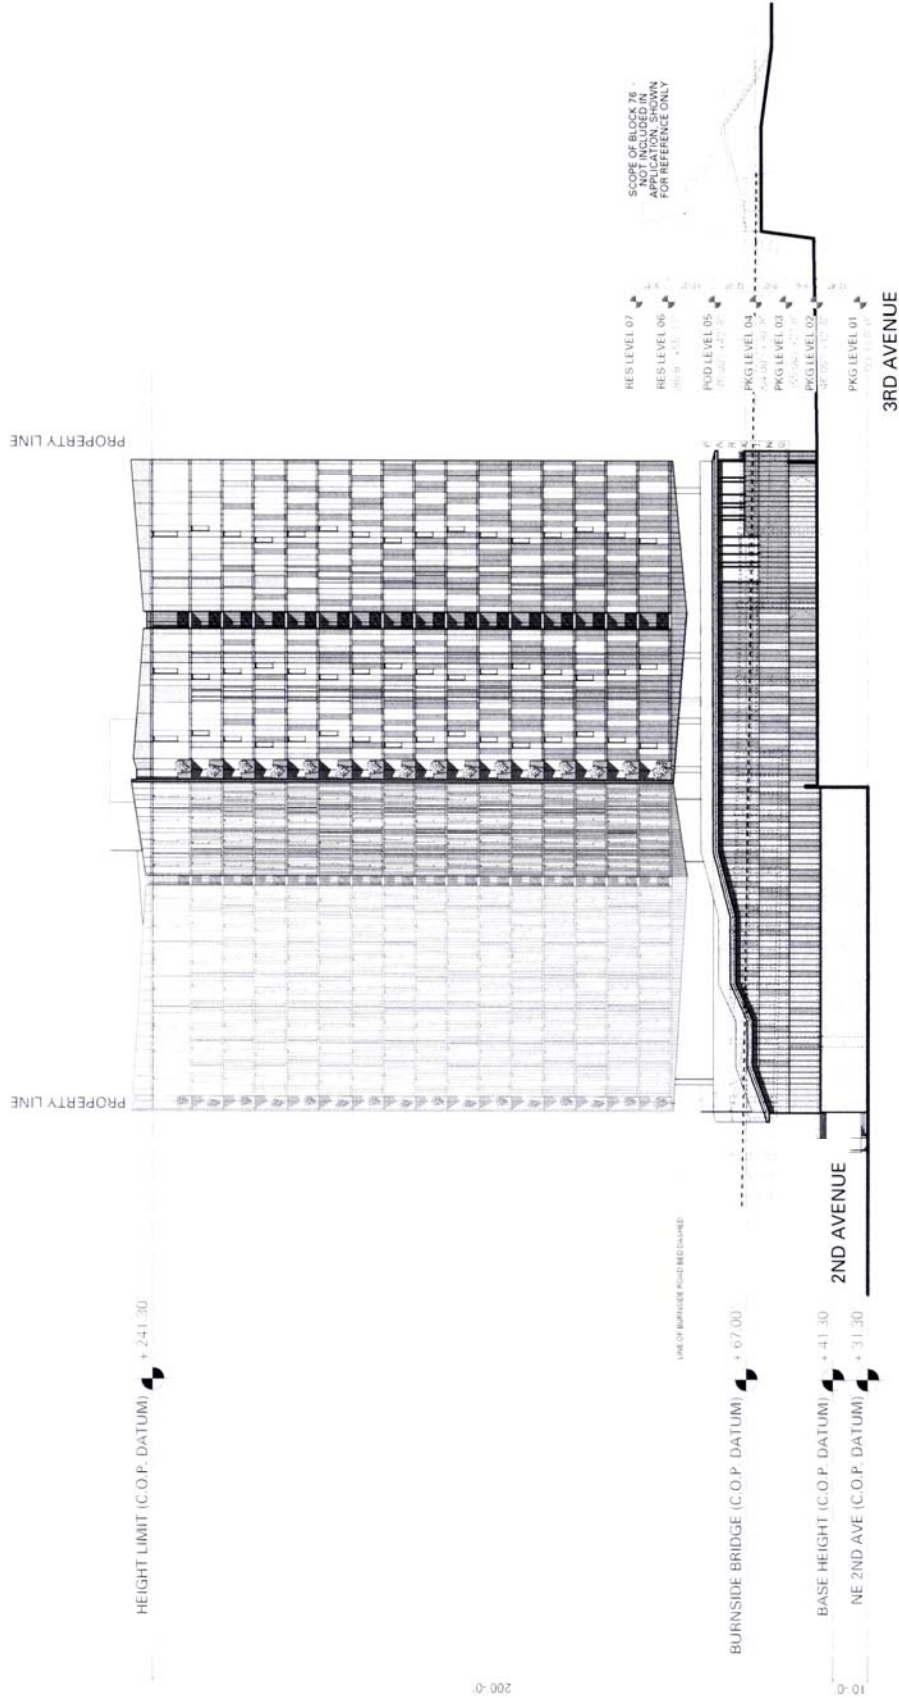 PROPERTY LINE
PROPERTY LINE
HEIGHT LIMIT (C.O.P. DATUM)
+ 241.30
SCOPE OF BLOCK 76 -
NOT INCLUDED IN
APPLICATION, SHOWN
FOR REFERENCE ONLY
RES LEVEL 07
RES LEVEL 06
POD LEVEL 05
PKG LEVEL 04
PKG LEVEL 03
PKG LEVEL 02
PKG LEVEL 01
PARKING
LINE OF BURNSIDE ROAD BED DASHED
BURNSIDE BRIDGE (C.O.P. DATUM)
+ 67.00
BASE HEIGHT (C.O.P. DATUM)
+ 41.30
NE 2ND AVE (C.O.P. DATUM)
+ 31.30
2ND AVENUE
3RD AVENUE
200'-0"
10'-0"